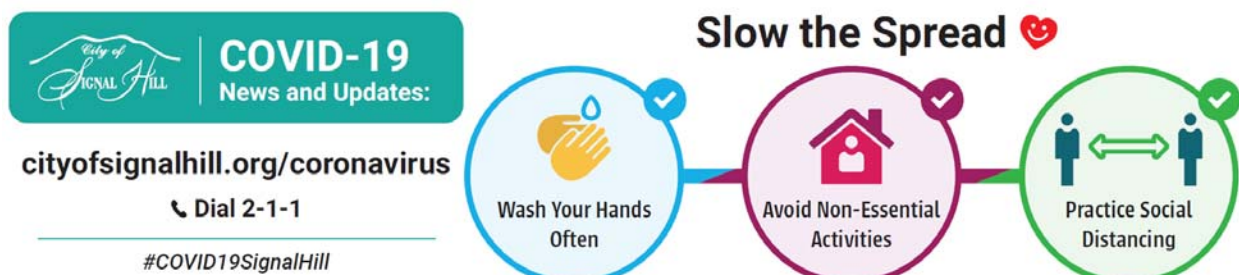 City of
SIGNAL HILL
COVID-19
News and Updates:
cityofsignalhill.org/coronavirus
Dial 2-1-1
#COVID19SignalHill
Slow the Spread
Wash Your Hands
Often
Avoid Non-Essential
Activities
Practice Social
Distancing